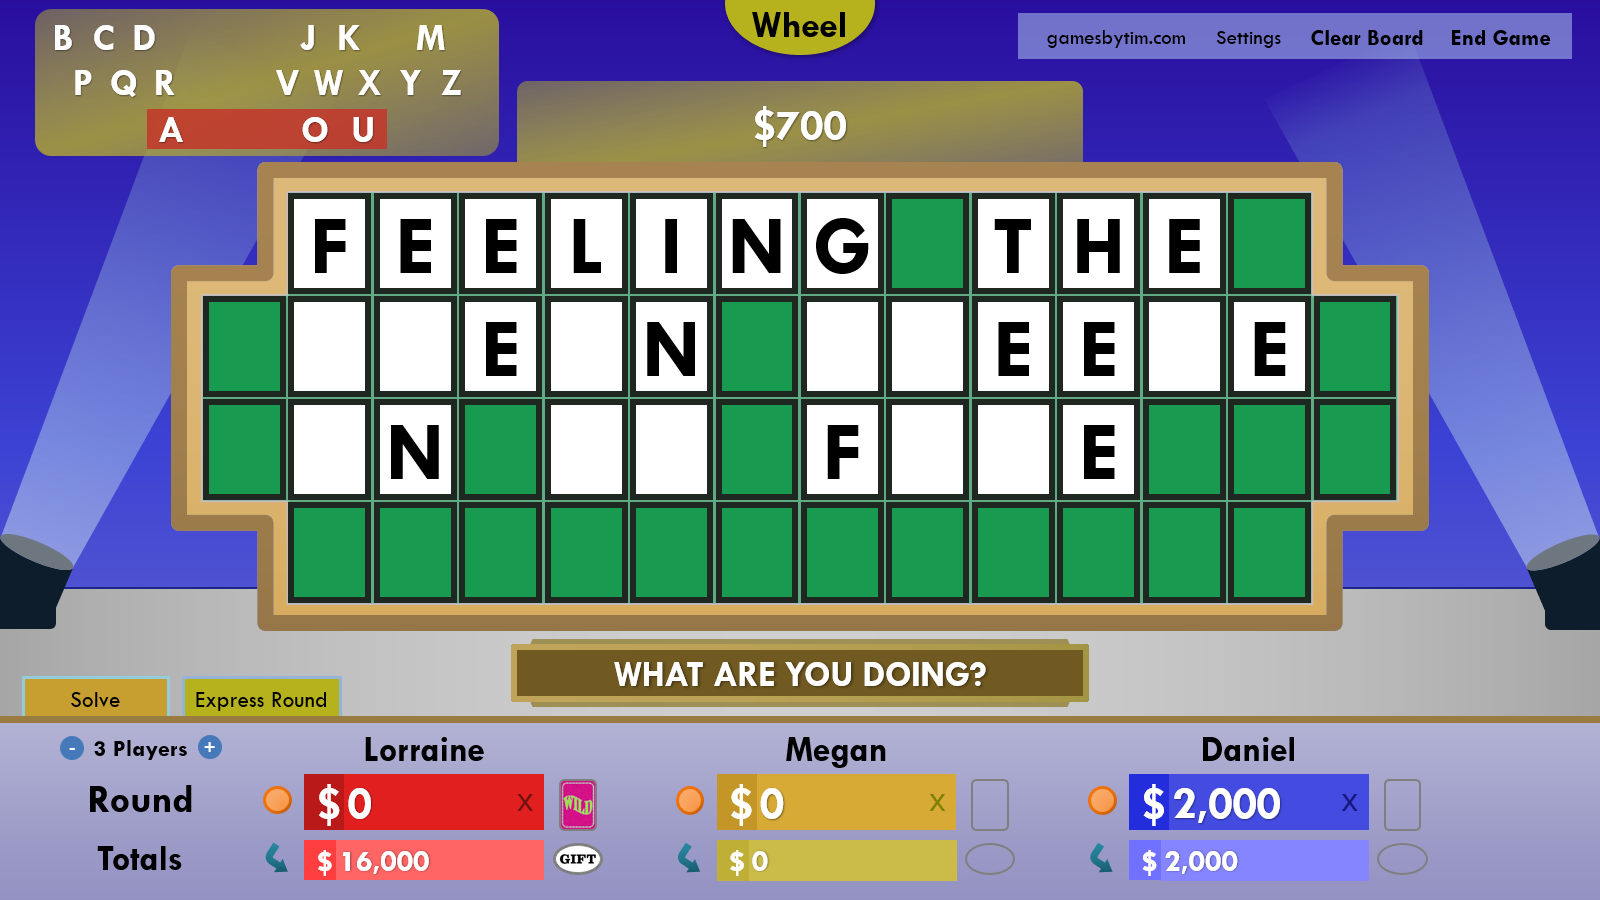 B C D J K M
P Q R V W X Y Z
A O U
Wheel
gamesbytim.com Settings Clear Board End Game
$700
FEELING THE
E N E E E
N F E
WHAT ARE YOU DOING?
Solve Express Round
- 3 Players + Lorraine Megan Daniel
Round $ 0 X WILD $ 0 X $ 2,000 X
Totals $ 16,000 GIFT $ 0 $ 2,000